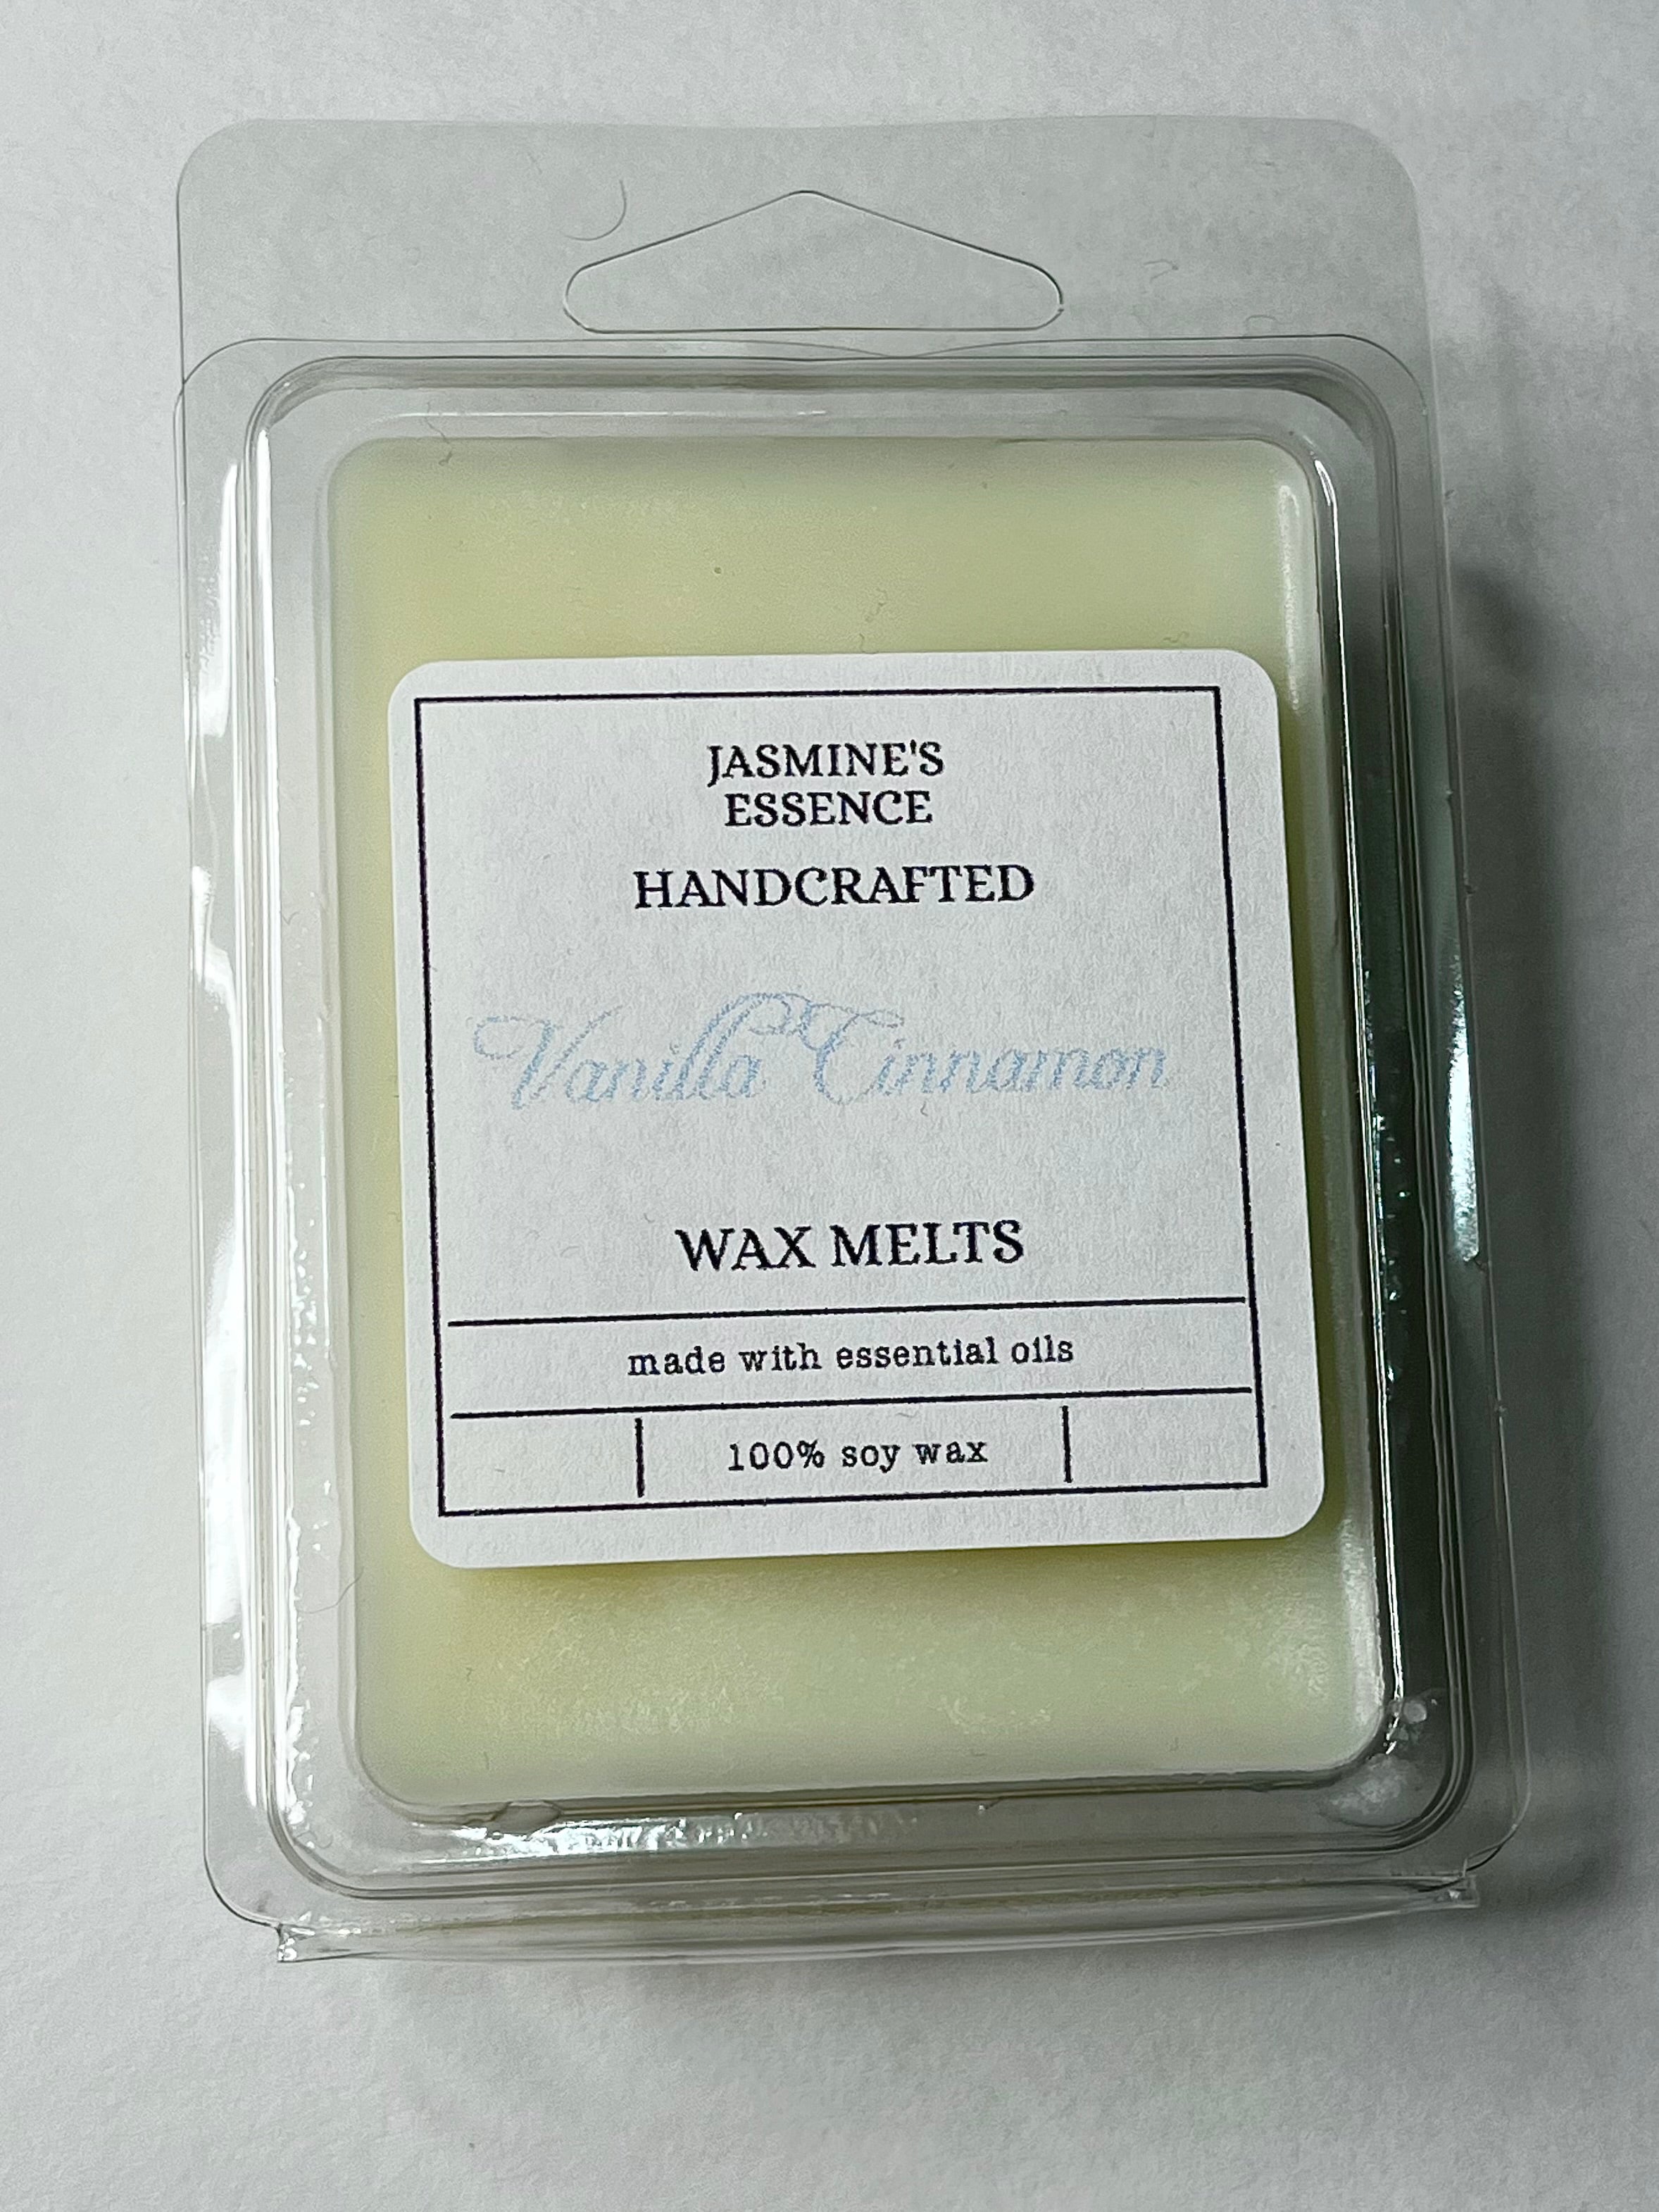 JASMINE'S
ESSENCE
HANDCRAFTED
Vanilla Cinnamon
WAX MELTS
made with essential oils
100% soy wax